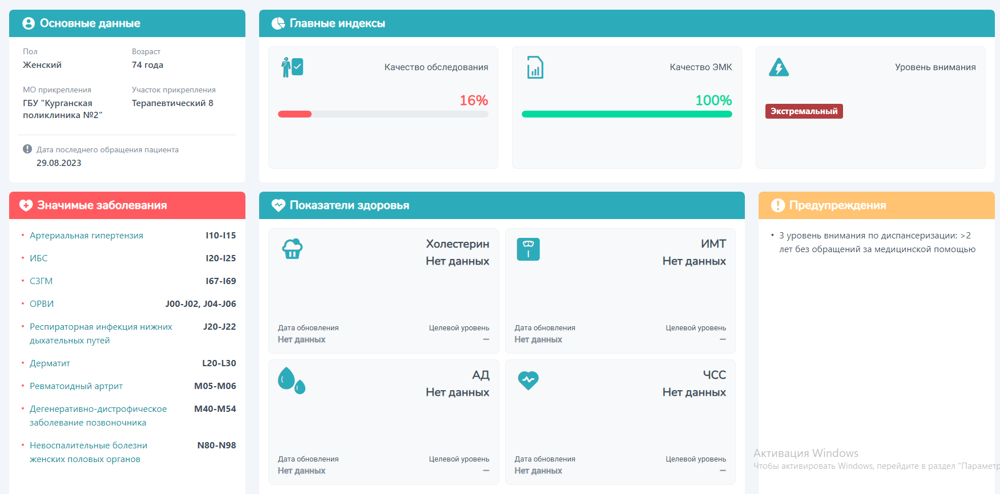 Основные данные
Пол
Женский
Возраст
74 года
МО прикрепления
ГБУ "Курганская
поликлиника №2"
Участок прикрепления
Терапевтический 8
Дата последнего обращения пациента
29.08.2023
Главные индексы
Качество обследования
16%
Качество ЭМК
100%
Уровень внимания
Экстремальный
Значимые заболевания
Артериальная гипертензия I10-I15
ИБС I20-I25
СЗГМ I67-I69
ОРВИ J00-J02, J04-J06
Респираторная инфекция нижних J20-J22
дыхательных путей
Дерматит L20-L30
Ревматоидный артрит M05-M06
Дегенеративно-дистрофическое M40-M54
заболевание позвоночника
Невоспалительные болезни N80-N98
женских половых органов
Показатели здоровья
Холестерин
Нет данных
Дата обновления Целевой уровень
Нет данных —
ИМТ
Нет данных
Дата обновления Целевой уровень
Нет данных —
АД
Нет данных
Дата обновления Целевой уровень
Нет данных —
ЧСС
Нет данных
Дата обновления Целевой уровень
Нет данных —
Предупреждения
3 уровень внимания по диспансеризации: >2
лет без обращений за медицинской помощью
Активация Windows
Чтобы активировать Windows, перейдите в раздел "Параметр